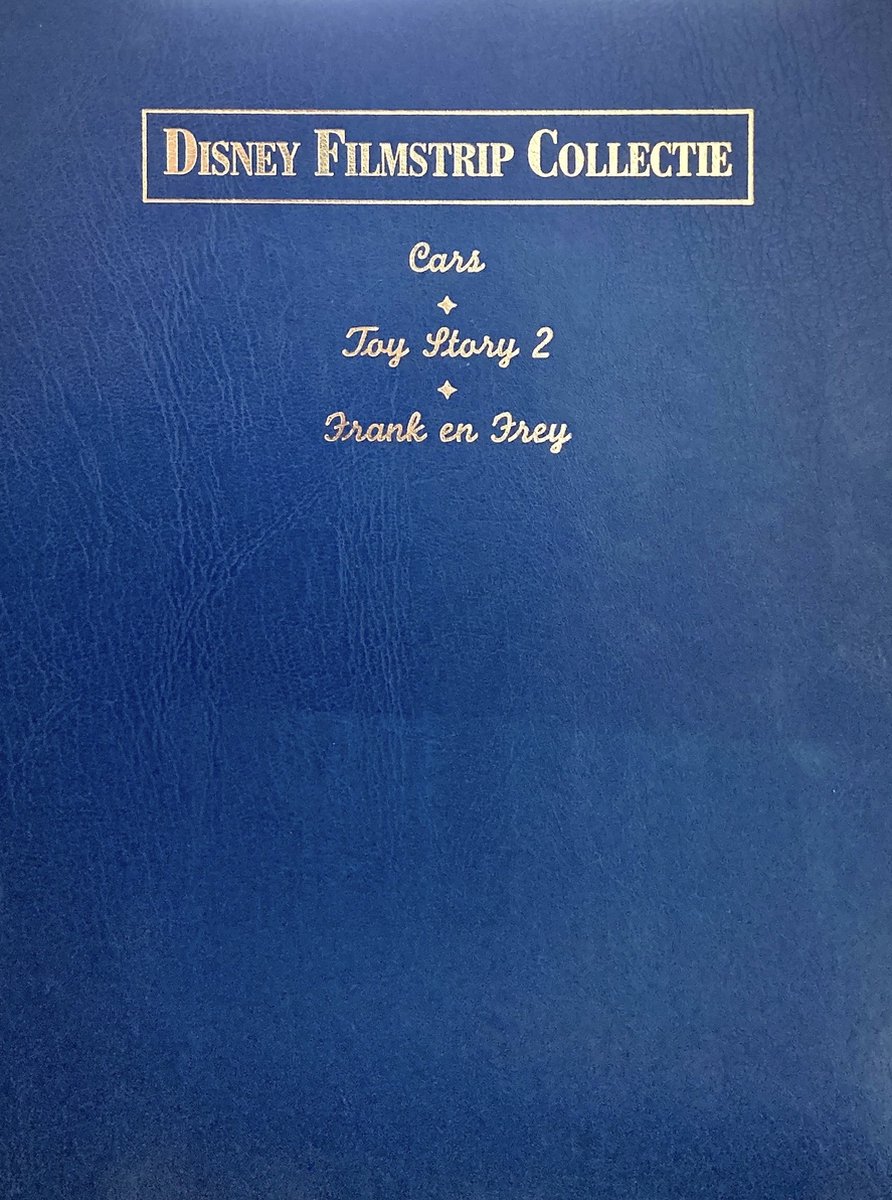 DISNEY FILMSTRIP COLLECTIE
Cars
Toy Story 2
Frank en Frey